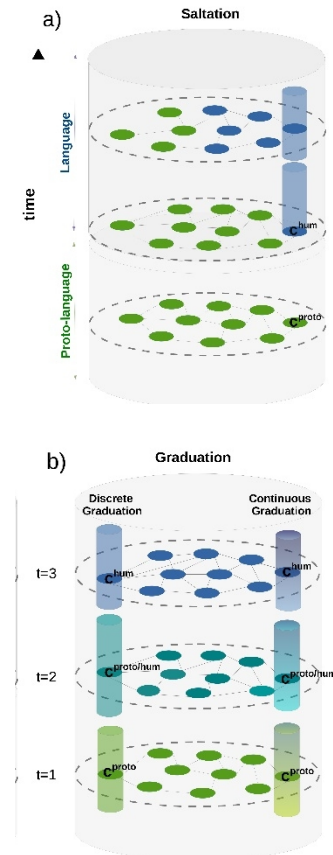 a)
Saltation
Language
time
Proto-language
C^hum
C^proto
b)
Graduation
Discrete
Graduation
Continuous
Graduation
t=3
C^hum
C^hum
t=2
C^proto/hum
C^proto/hum
t=1
C^proto
C^proto